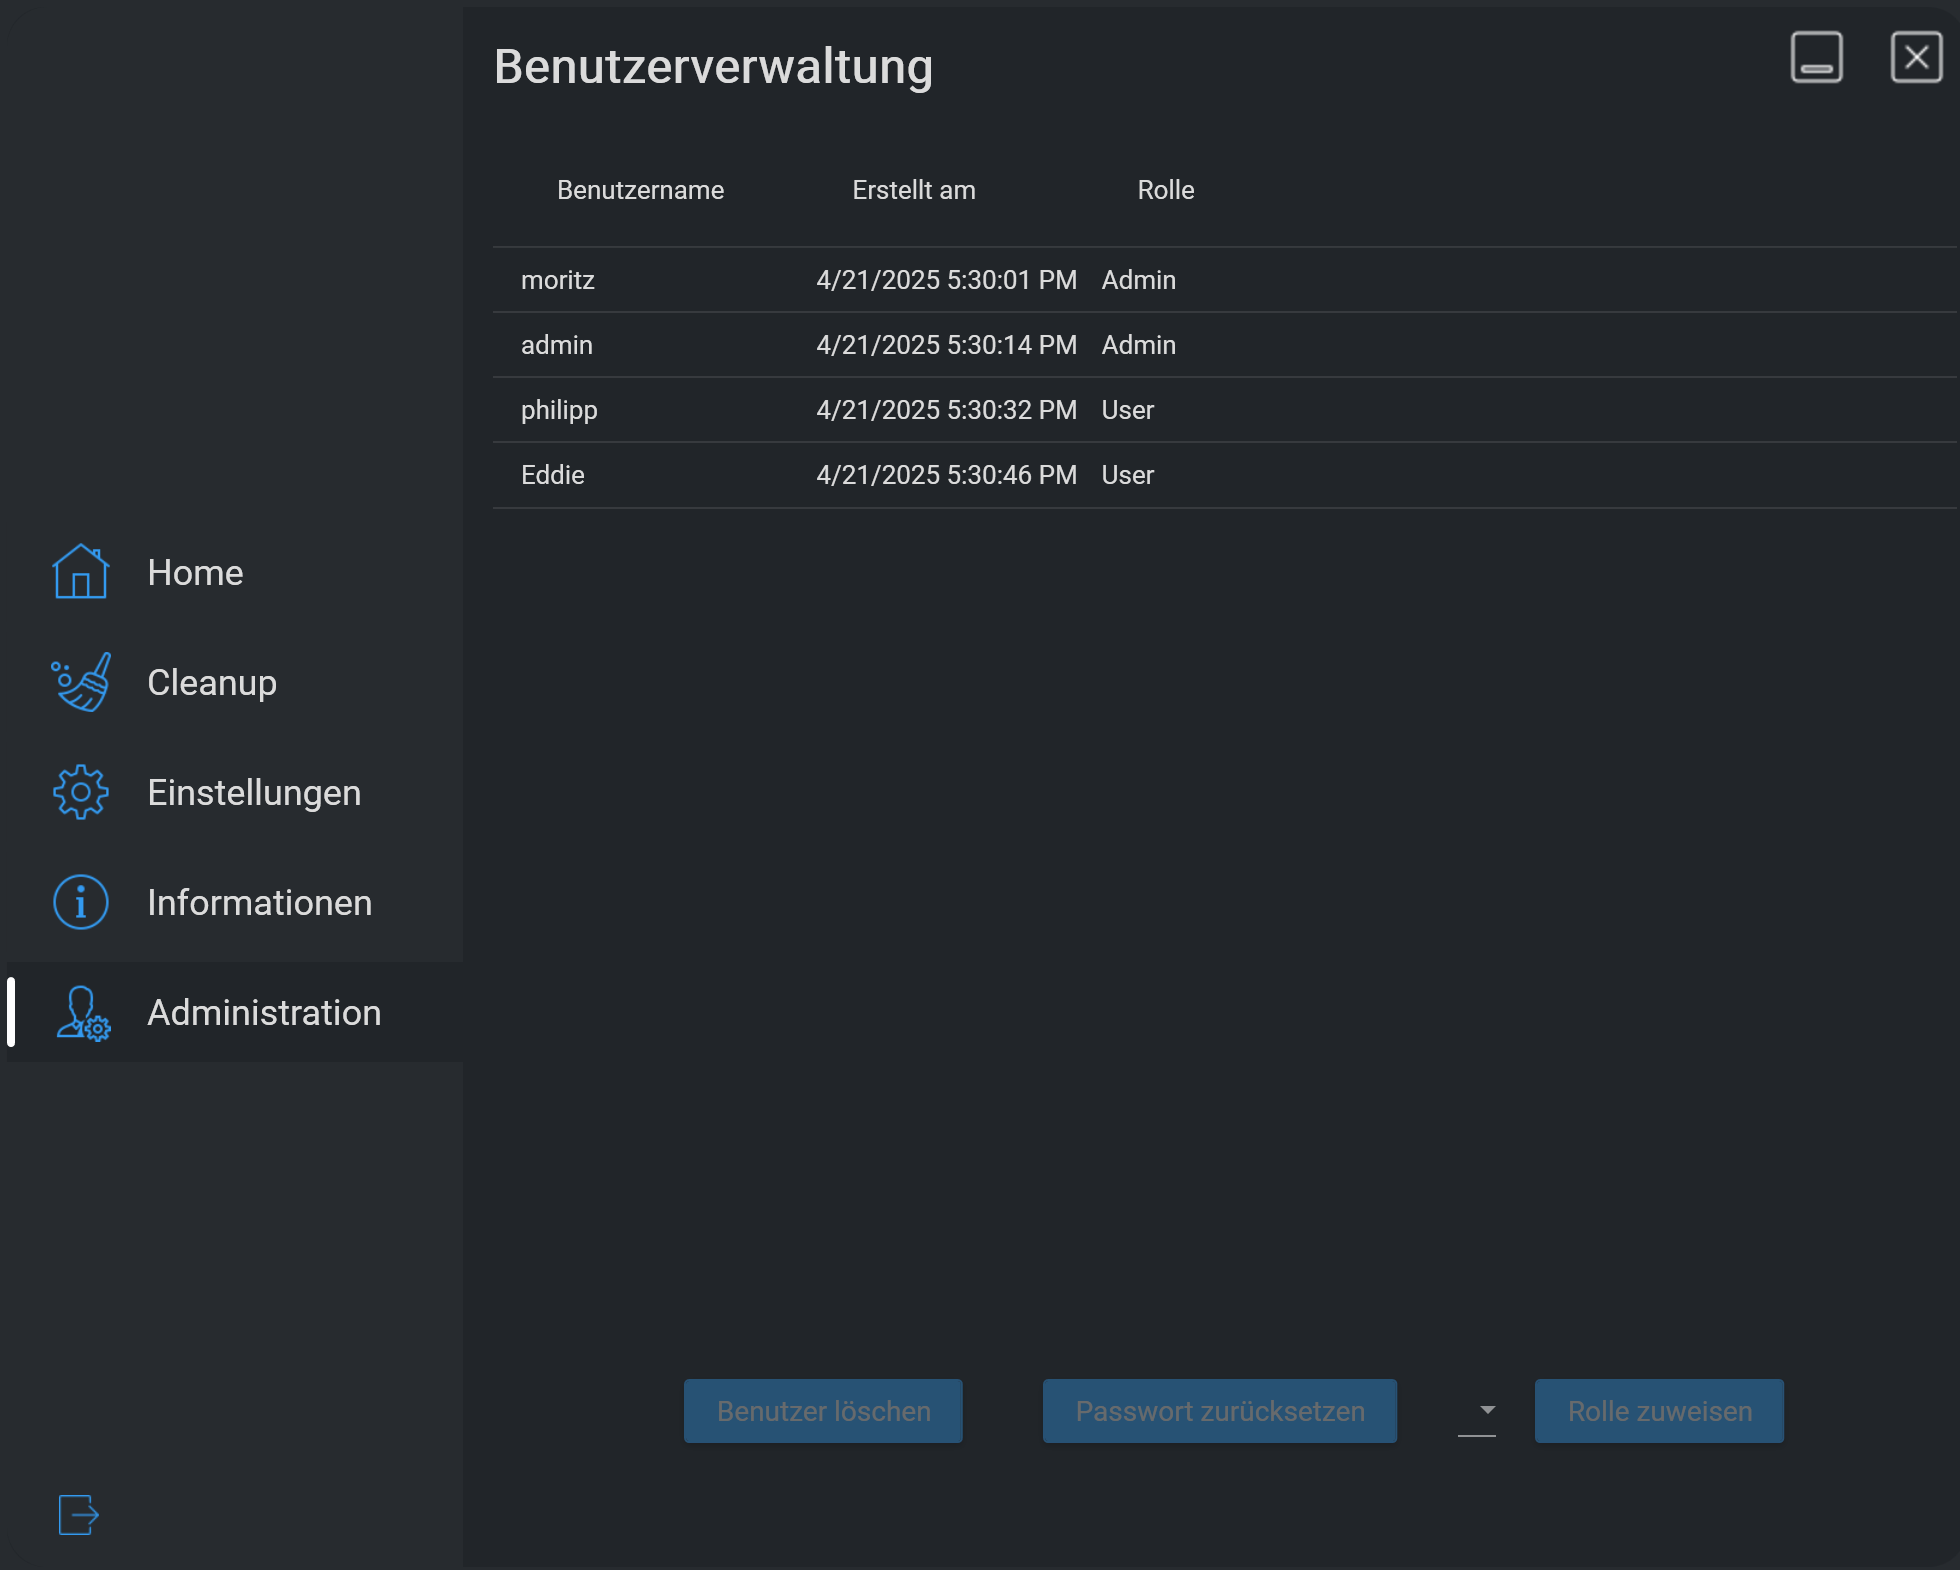 Benutzerverwaltung
Benutzername Erstellt am Rolle
moritz 4/21/2025 5:30:01 PM Admin
admin 4/21/2025 5:30:14 PM Admin
philipp 4/21/2025 5:30:32 PM User
Eddie 4/21/2025 5:30:46 PM User
Home
Cleanup
Einstellungen
Informationen
Administration
Benutzer löschen Passwort zurücksetzen Rolle zuweisen